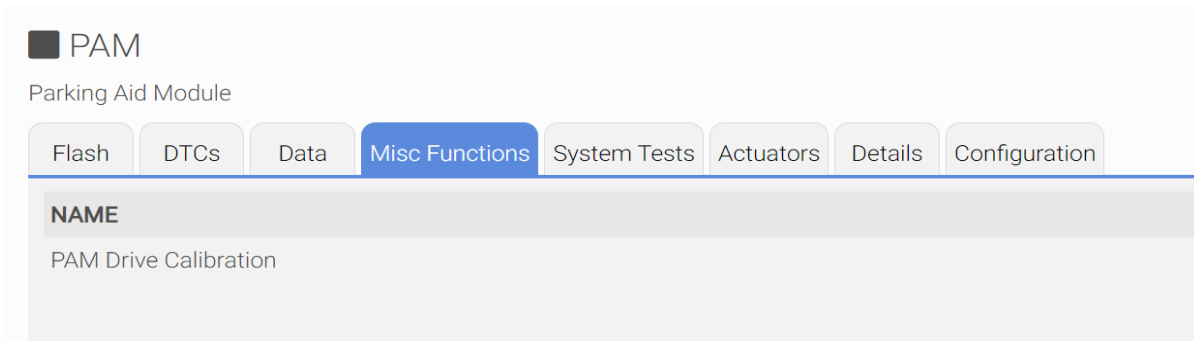 PAM
Parking Aid Module
Flash DTCs Data Misc Functions System Tests Actuators Details Configuration
NAME
PAM Drive Calibration